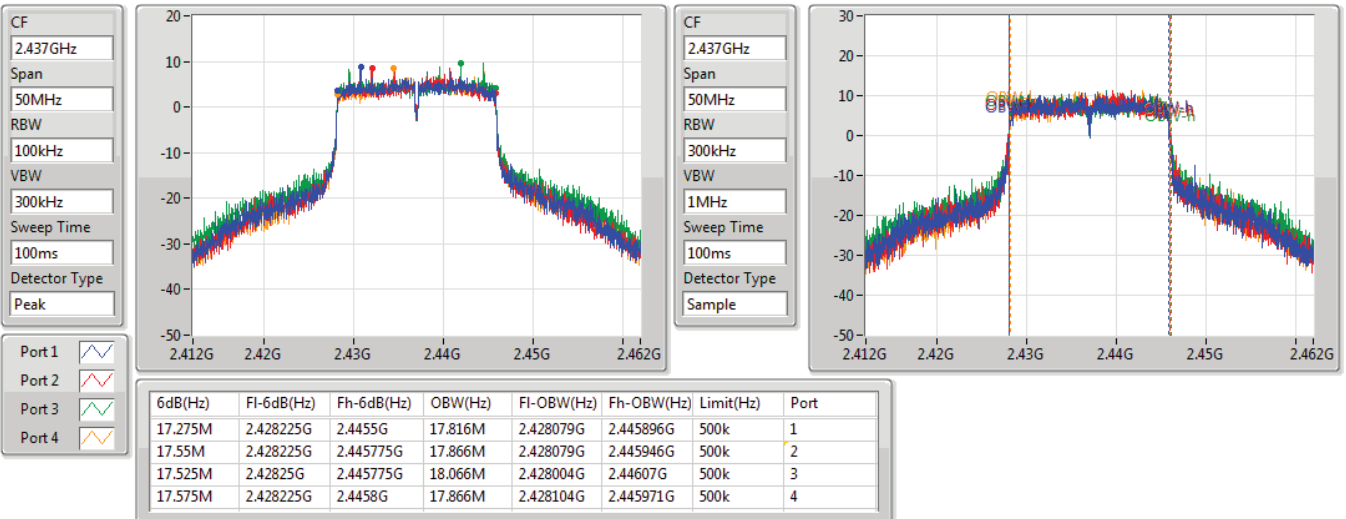 CF
2.437GHz
Span
50MHz
RBW
100kHz
VBW
300kHz
Sweep Time
100ms
Detector Type
Peak
20
10
0
-10
-20
-30
-40
-50
2.412G 2.42G 2.43G 2.44G 2.45G 2.462G
CF
2.437GHz
Span
50MHz
RBW
300kHz
VBW
1MHz
Sweep Time
100ms
Detector Type
Sample
30
20
10
0
-10
-20
-30
-40
-50
2.412G 2.42G 2.43G 2.44G 2.45G 2.462G
Port 1
Port 2
Port 3
Port 4
6dB(Hz) Fl-6dB(Hz) Fh-6dB(Hz) OBW(Hz) Fl-OBW(Hz) Fh-OBW(Hz) Limit(Hz) Port
17.275M 2.428225G 2.4455G 17.816M 2.428079G 2.445896G 500k 1
17.55M 2.428225G 2.445775G 17.866M 2.428079G 2.445946G 500k 2
17.525M 2.42825G 2.445775G 18.066M 2.428004G 2.44607G 500k 3
17.575M 2.428225G 2.4458G 17.866M 2.428104G 2.445971G 500k 4